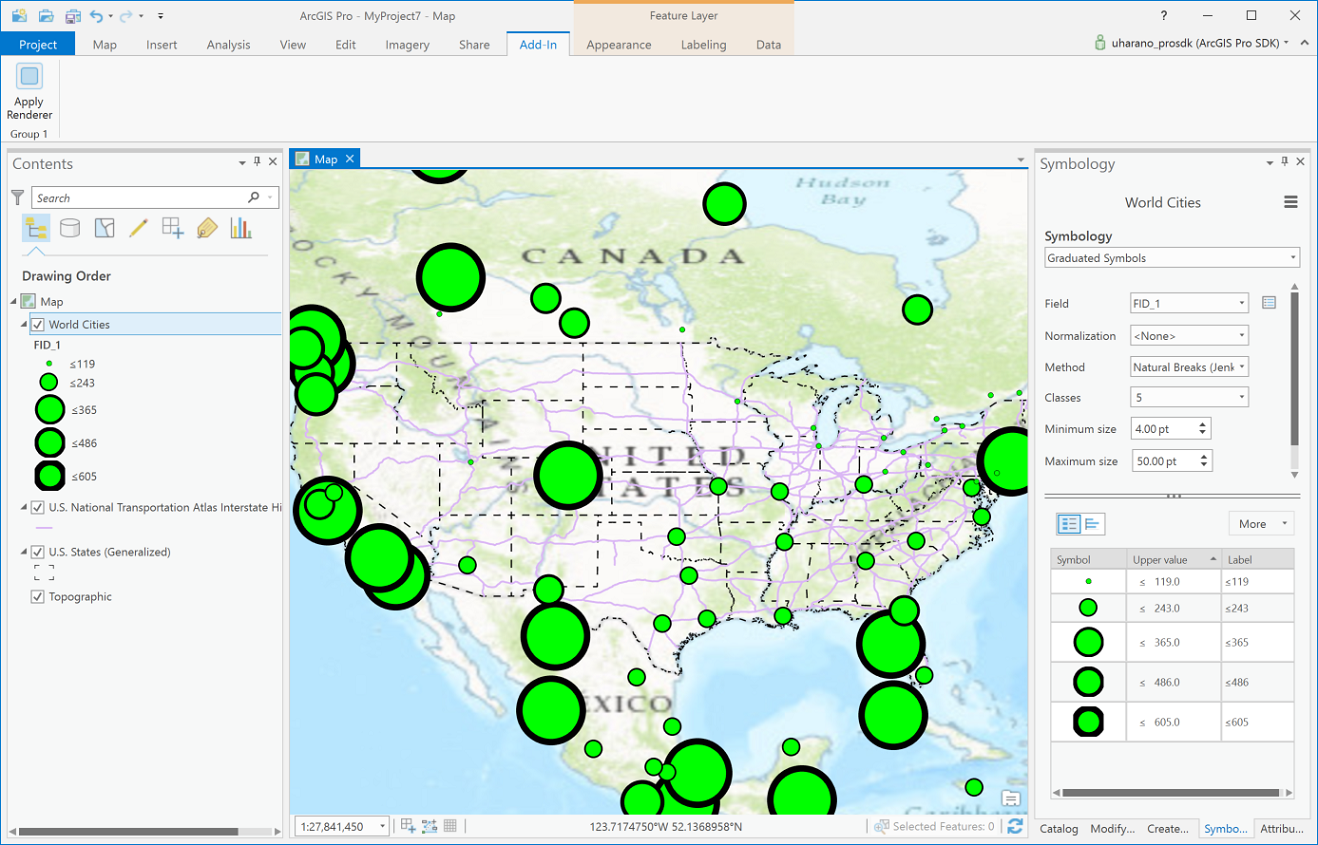 ArcGIS Pro - MyProject7 - Map
Feature Layer
?
Project
Map
Insert
Analysis
View
Edit
Imagery
Share
Add-In
Appearance
Labeling
Data
uharano_prosdk (ArcGIS Pro SDK)
Apply
Renderer
Group 1
Contents
Search
Drawing Order
Map
World Cities
FID_1
≤119
≤243
≤365
≤486
≤605
U.S. National Transportation Atlas Interstate Hi
U.S. States (Generalized)
Topographic
Map
Hudson
Bay
CANADA
ROCKY MOUNTAINS
UNITED
STATES
APPALACHIAN
MEXICO
Caribbean
1:27,841,450
123.7174750°W 52.1368958°N
Selected Features: 0
Symbology
World Cities
Symbology
Graduated Symbols
Field
FID_1
Normalization
<None>
Method
Natural Breaks (Jenk
Classes
5
Minimum size
4.00 pt
Maximum size
50.00 pt
More
Symbol Upper value Label
≤ 119.0 ≤119
≤ 243.0 ≤243
≤ 365.0 ≤365
≤ 486.0 ≤486
≤ 605.0 ≤605
Catalog
Modify...
Create...
Symbo...
Attribu...